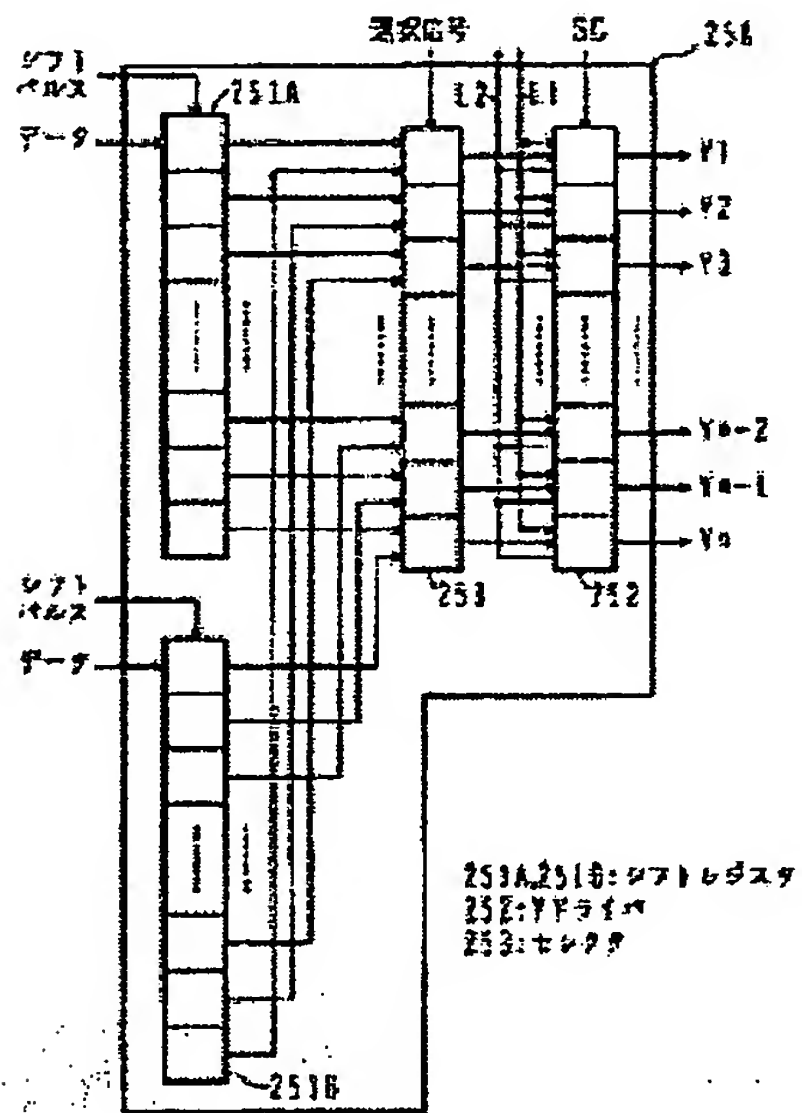 シフト
パルス
データ
251A
選択信号
SC
E2
E1
Y1
Y2
Y3
Yn-2
Yn-1
Yn
253
252
シフト
パルス
データ
251B
251A,251B:シフトレジスタ
252:Yドライバ
253:セレクタ